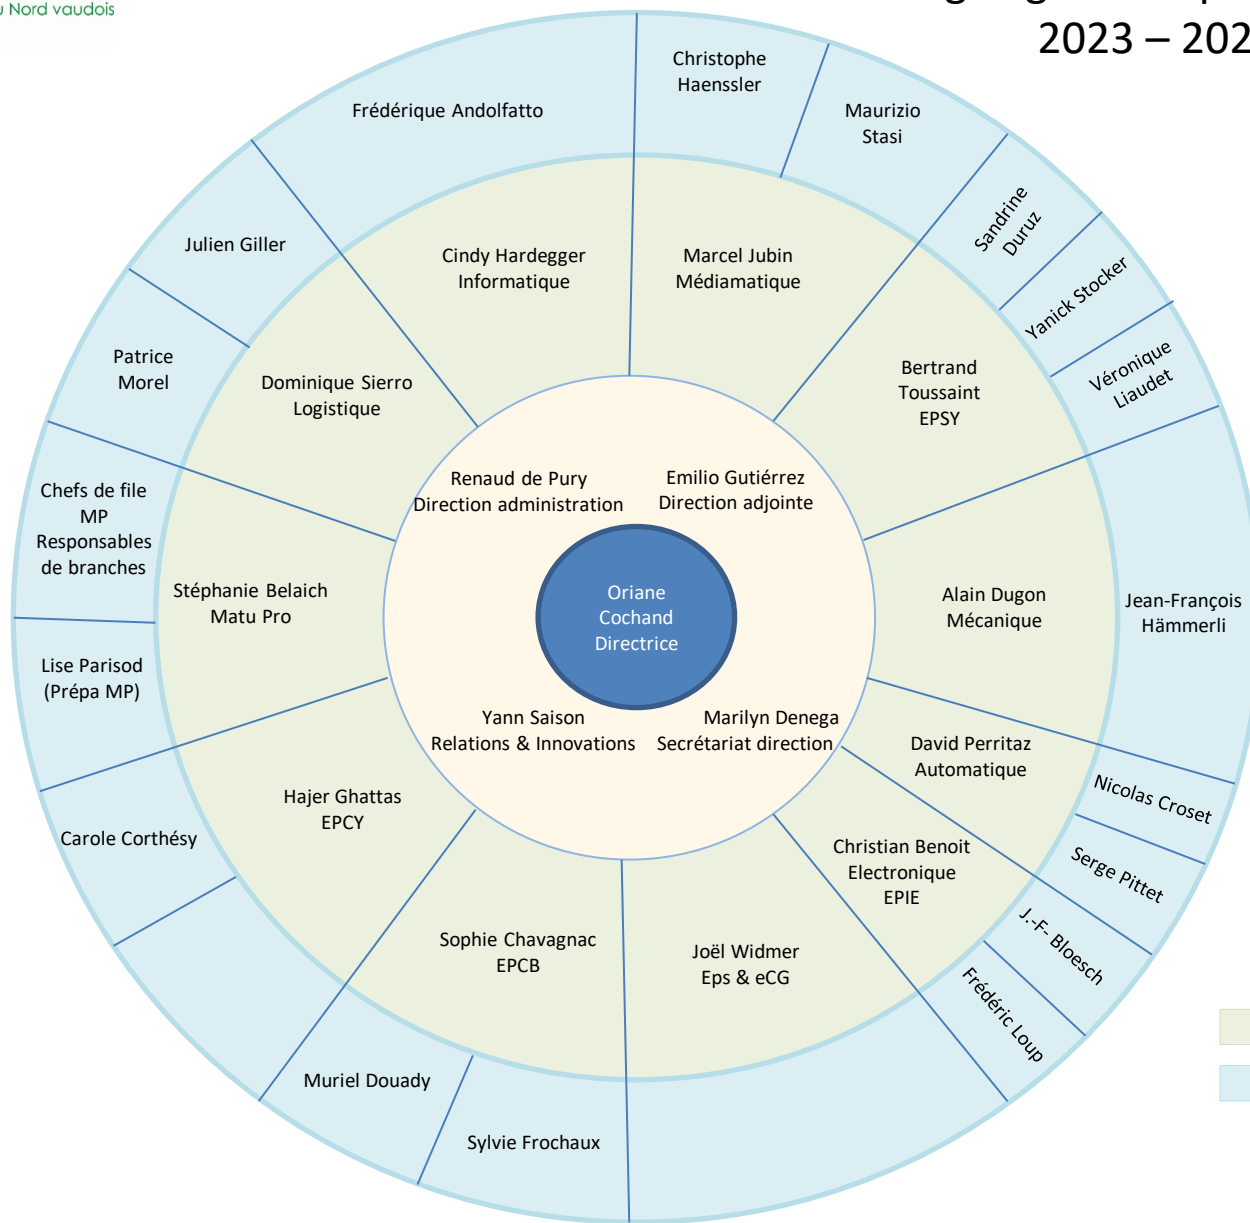 Nord vaudois
2023 –
Christophe
Haenssler
Frédérique Andolfatto
Maurizio
Stasi
Sandrine
Duruz
Julien Giller
Cindy Hardegger
Informatique
Marcel Jubin
Médiamatique
Yanick Stocker
Patrice
Morel
Dominique Sierro
Logistique
Bertrand
Toussaint
EPSY
Véronique
Liaudet
Renaud de Pury
Direction administration
Emilio Gutiérrez
Direction adjointe
Chefs de file
MP
Responsables
de branches
Stéphanie Belaich
Matu Pro
Oriane
Cochand
Directrice
Alain Dugon
Mécanique
Jean-François
Hämmerli
Lise Parisod
(Prépa MP)
Yann Saison
Relations & Innovations
Marilyn Denega
Secrétariat direction
David Perritaz
Automatique
Nicolas Croset
Hajer Ghattas
EPCY
Carole Corthésy
Christian Benoit
Electronique
EPIE
Serge Pittet
J.-F- Bloesch
Sophie Chavagnac
EPCB
Joël Widmer
Eps & eCG
Frédéric Loup
Muriel Douady
Sylvie Frochaux